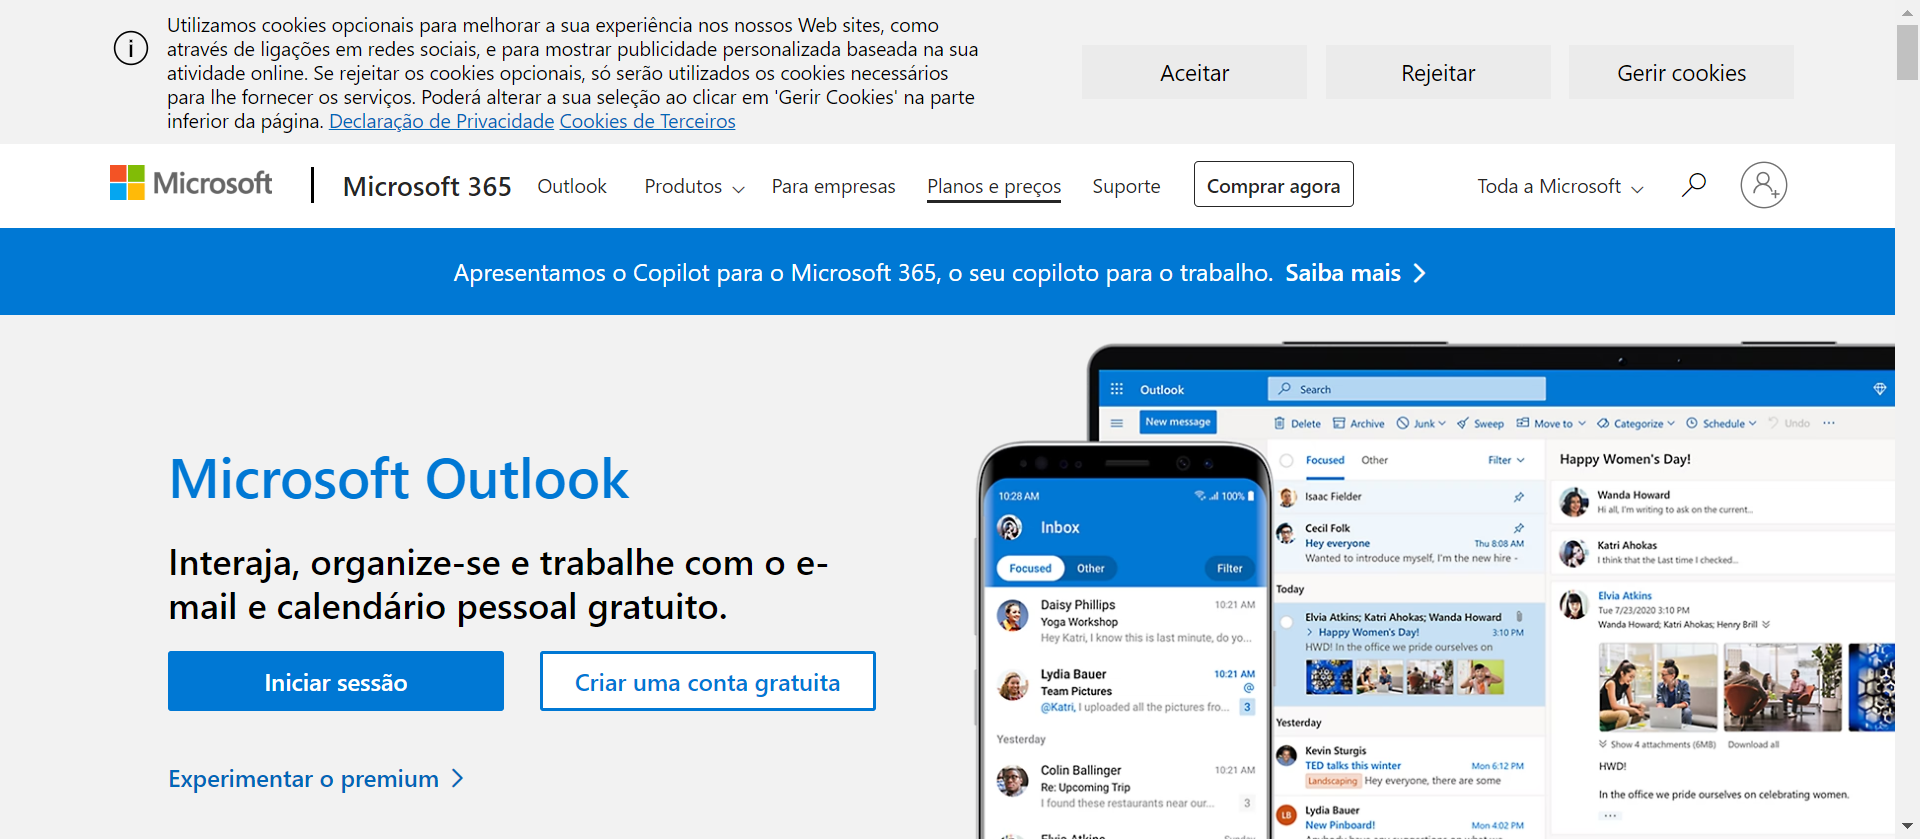 Utilizamos cookies opcionais para melhorar a sua experiência nos nossos Web sites, como
através de ligações em redes sociais, e para mostrar publicidade personalizada baseada na sua
atividade online. Se rejeitar os cookies opcionais, só serão utilizados os cookies necessários
para lhe fornecer os serviços. Poderá alterar a sua seleção ao clicar em 'Gerir Cookies' na parte
inferior da página. Declaração de Privacidade Cookies de Terceiros
Aceitar
Rejeitar
Gerir cookies
Microsoft
Microsoft 365
Outlook
Produtos
Para empresas
Planos e preços
Suporte
Comprar agora
Toda a Microsoft
Apresentamos o Copilot para o Microsoft 365, o seu copiloto para o trabalho. Saiba mais
Microsoft Outlook
Interaja, organize-se e trabalhe com o e-
mail e calendário pessoal gratuito.
Iniciar sessão
Criar uma conta gratuita
Experimentar o premium
10:28 AM
100%
Inbox
Focused
Other
Filter
Daisy Phillips
10:21 AM
Yoga Workshop
Hey Katri, I know this is last minute, do yo...
Lydia Bauer
10:21 AM
Team Pictures
@
@Katri, I uploaded all the pictures fro...
3
Yesterday
Colin Ballinger
10:21 AM
Re: Upcoming Trip
I found these restaurants near our...
3
Outlook
Search
New message
Delete
Archive
Junk
Sweep
Move to
Categorize
Schedule
Undo
Focused
Other
Filter
Isaac Fielder
Cecil Folk
Hey everyone
Thu 8:08 AM
Wanted to introduce myself, I'm the new hire -
Today
Elvia Atkins; Katri Ahokas; Wanda Howard
Happy Women's Day!
3:10 PM
HWD! In the office we pride ourselves on
Yesterday
Kevin Sturgis
TED talks this winter
Mon 6:12 PM
Landscaping
Hey everyone, there are some
LB
Lydia Bauer
New Pinboard!
Mon 4:02 PM
Happy Women's Day!
Wanda Howard
Hi all, I'm writing to ask on the current...
Katri Ahokas
I think that the Last time I checked...
Elvia Atkins
Tue 7/23/2020 3:10 PM
Wanda Howard; Katri Ahokas; Henry Brill
Show 4 attachments (6MB)
Download all
HWD!
In the office we pride ourselves on celebrating women.
...